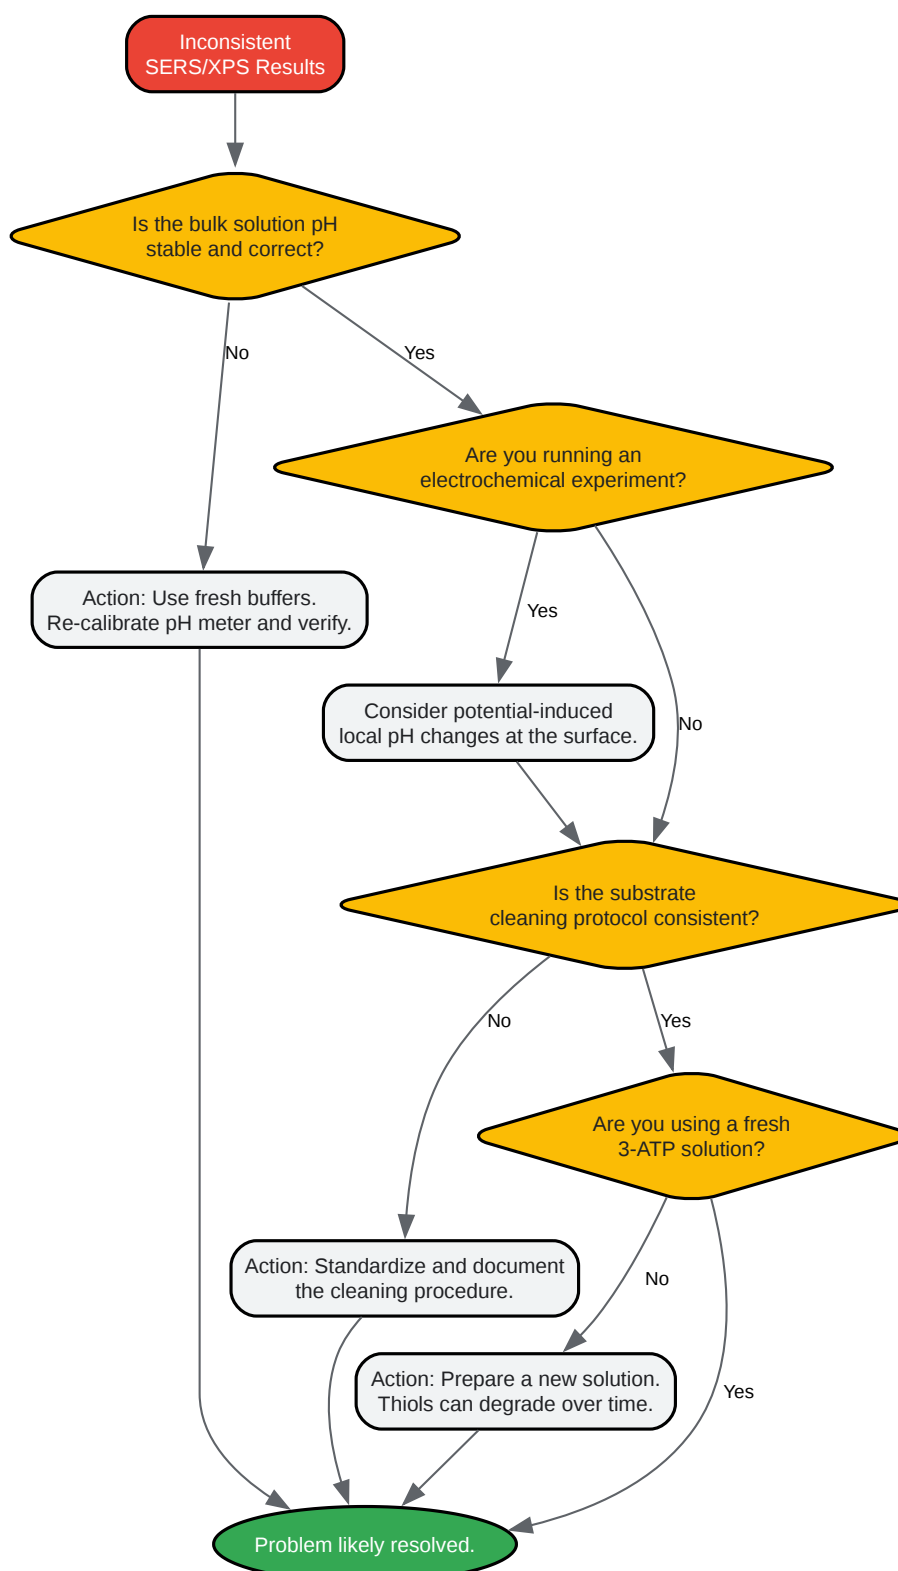 Inconsistent
SERS/XPS Results
Is the bulk solution pH
stable and correct?
No
Yes
Are you running an
electrochemical experiment?
Action: Use fresh buffers.
Re-calibrate pH meter and verify.
Yes
Consider potential-induced
local pH changes at the surface.
No
Is the substrate
cleaning protocol consistent?
No
Yes
Are you using a fresh
3-ATP solution?
Action: Standardize and document
the cleaning procedure.
No
Action: Prepare a new solution.
Thiols can degrade over time.
Yes
Problem likely resolved.